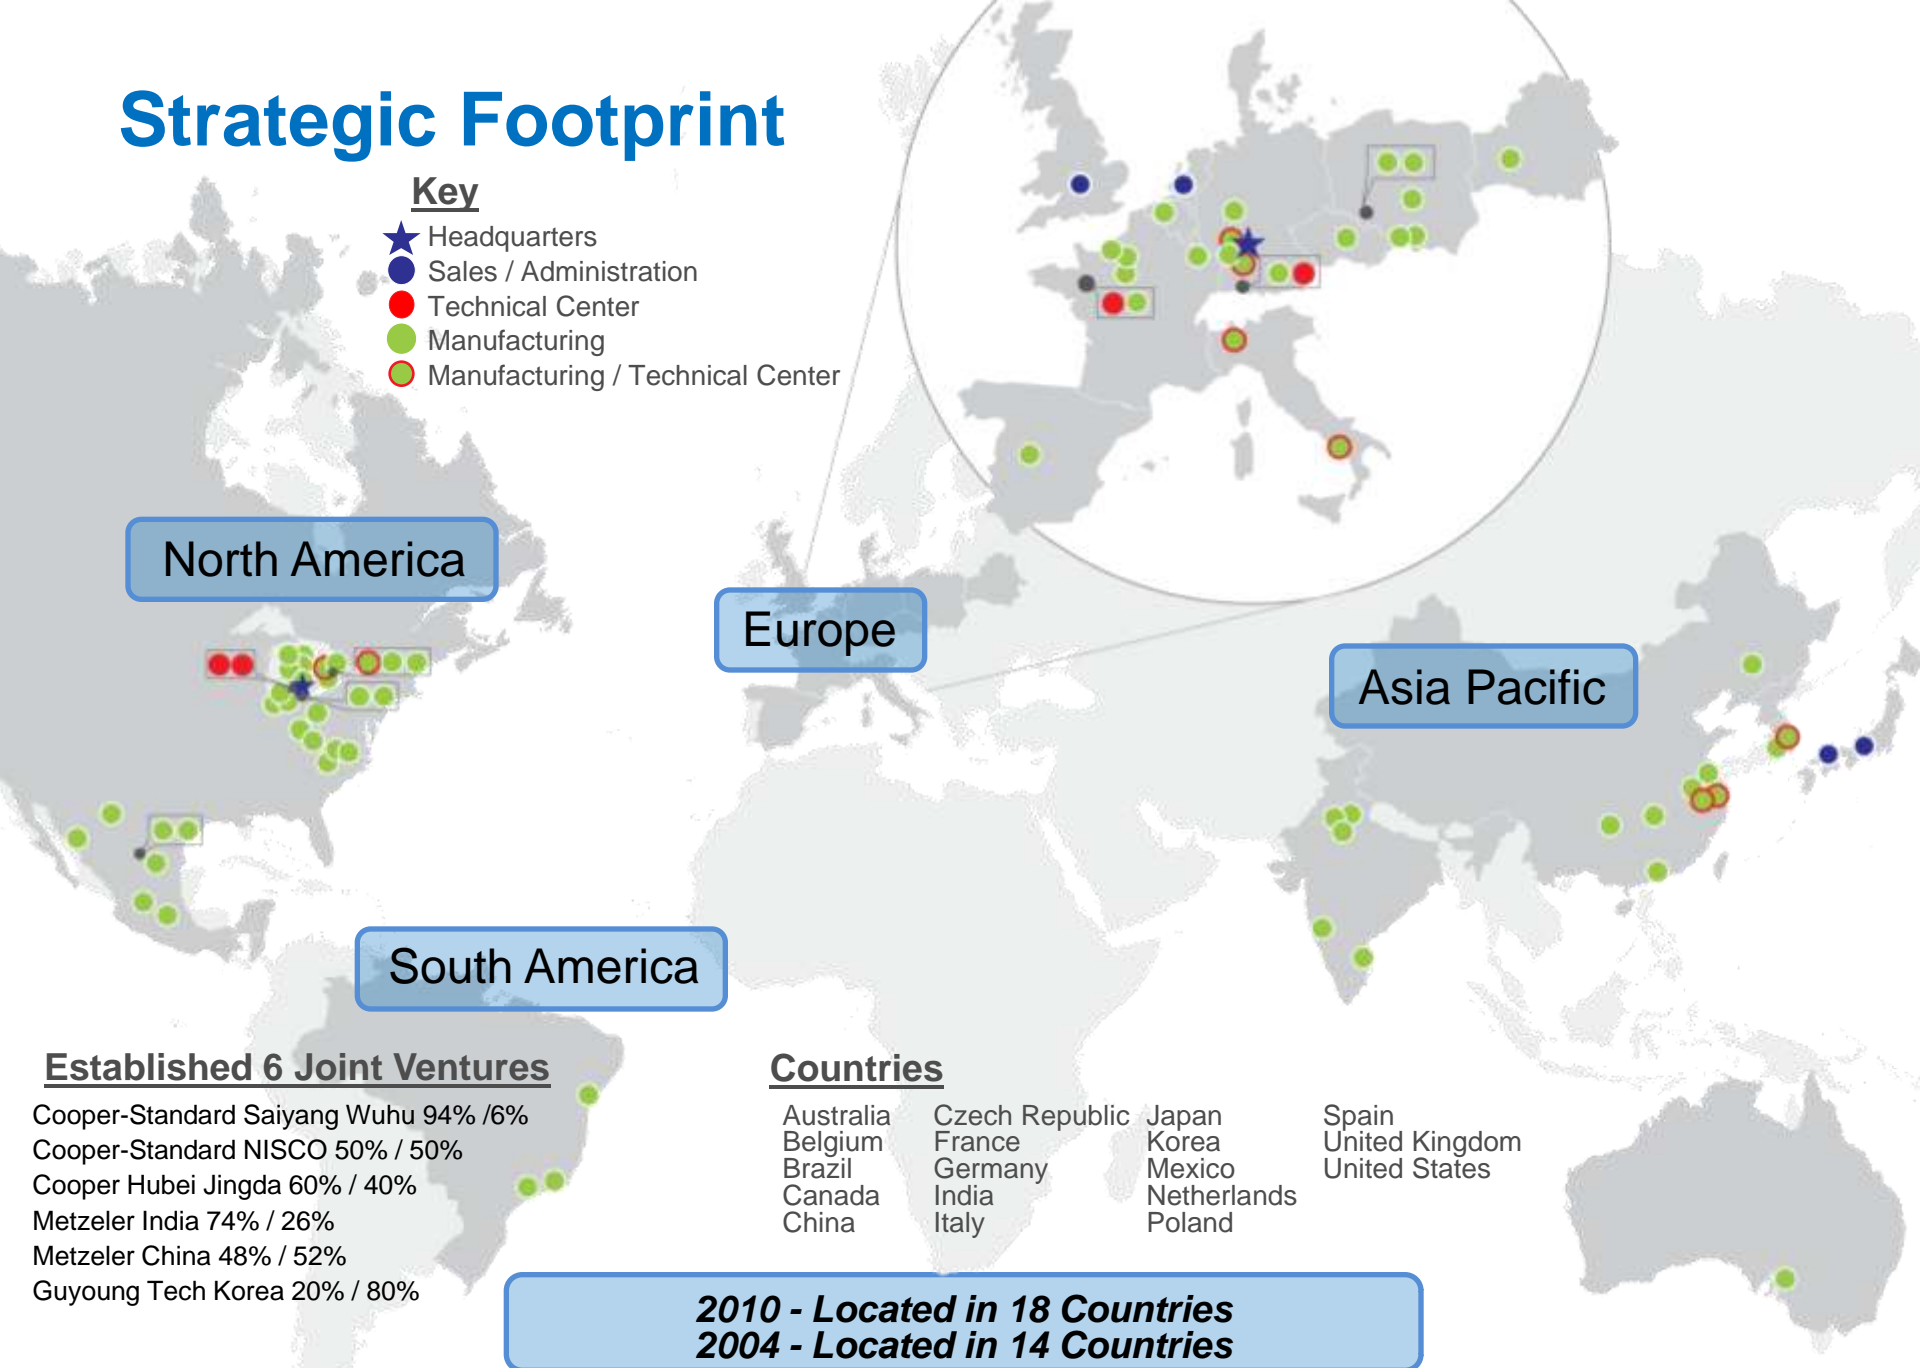 Strategic Footprint
Key
Headquarters
Sales / Administration
Technical Center
Manufacturing
Manufacturing / Technical Center
North America
Europe
Asia Pacific
South America
Established 6 Joint Ventures
Cooper-Standard Saiyang Wuhu 94% /6%
Cooper-Standard NISCO 50% / 50%
Cooper Hubei Jingda 60% / 40%
Metzeler India 74% / 26%
Metzeler China 48% / 52%
Guyoung Tech Korea 20% / 80%
Countries
Australia Czech Republic Japan Spain
Belgium France Korea United Kingdom
Brazil Germany Mexico United States
Canada India Netherlands
China Italy Poland
2010 - Located in 18 Countries
2004 - Located in 14 Countries